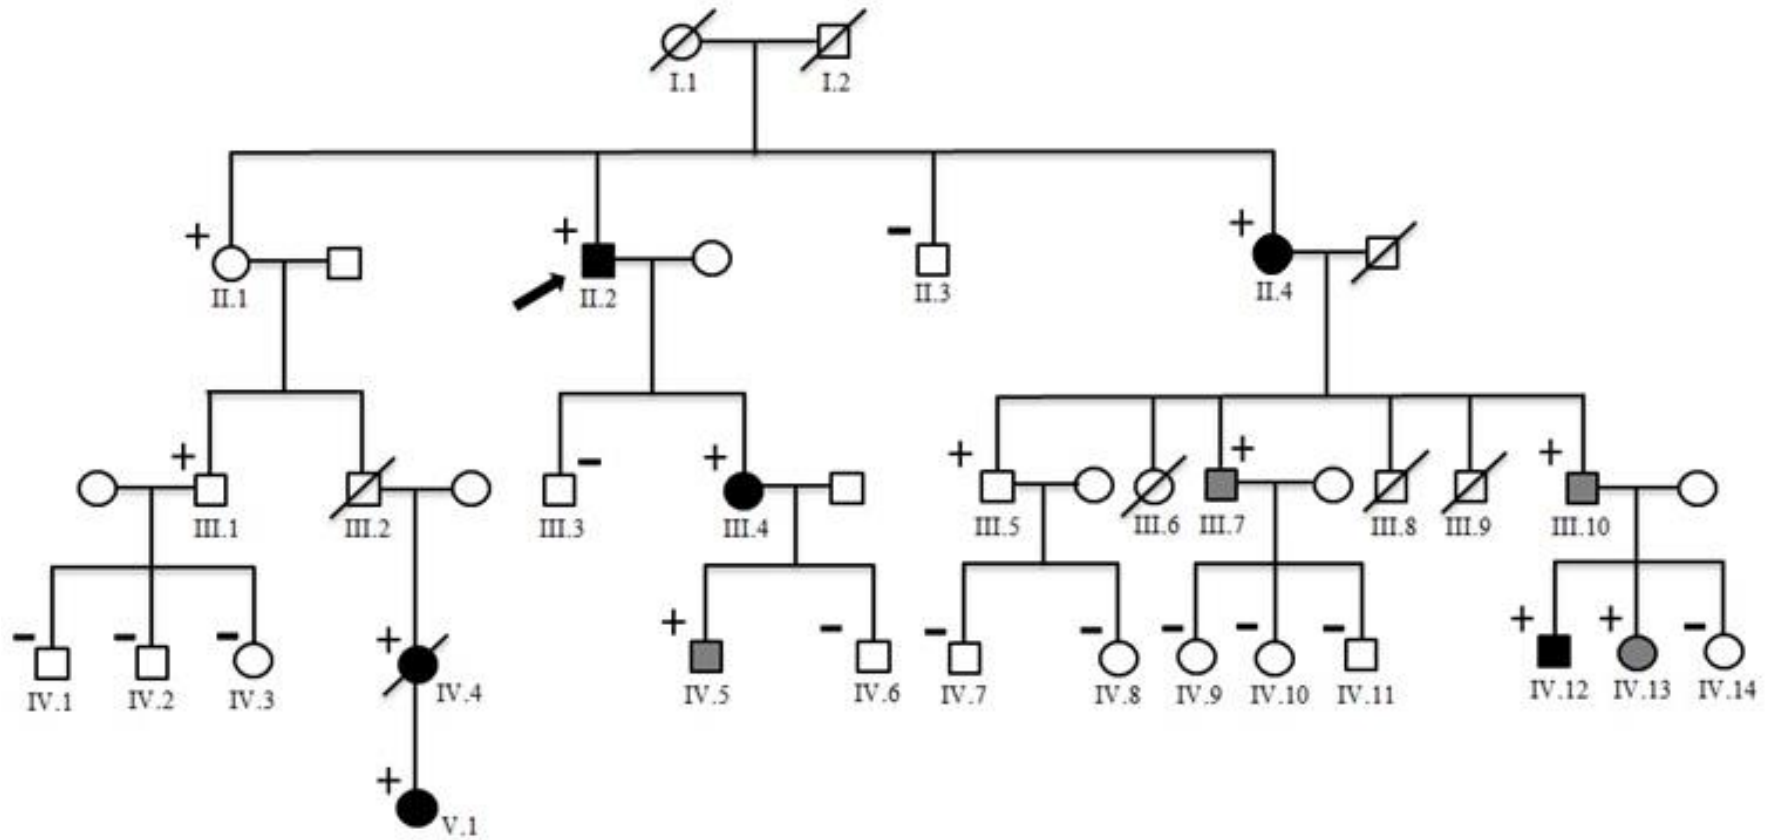 I.1 I.2
+ + - +
II.1 II.2 II.3 II.4
+ - + + + +
III.1 III.2 III.3 III.4 III.5 III.6 III.7 III.8 III.9 III.10
- - - + + - - - - - - + + -
IV.1 IV.2 IV.3 IV.4 IV.5 IV.6 IV.7 IV.8 IV.9 IV.10 IV.11 IV.12 IV.13 IV.14
+
V.1